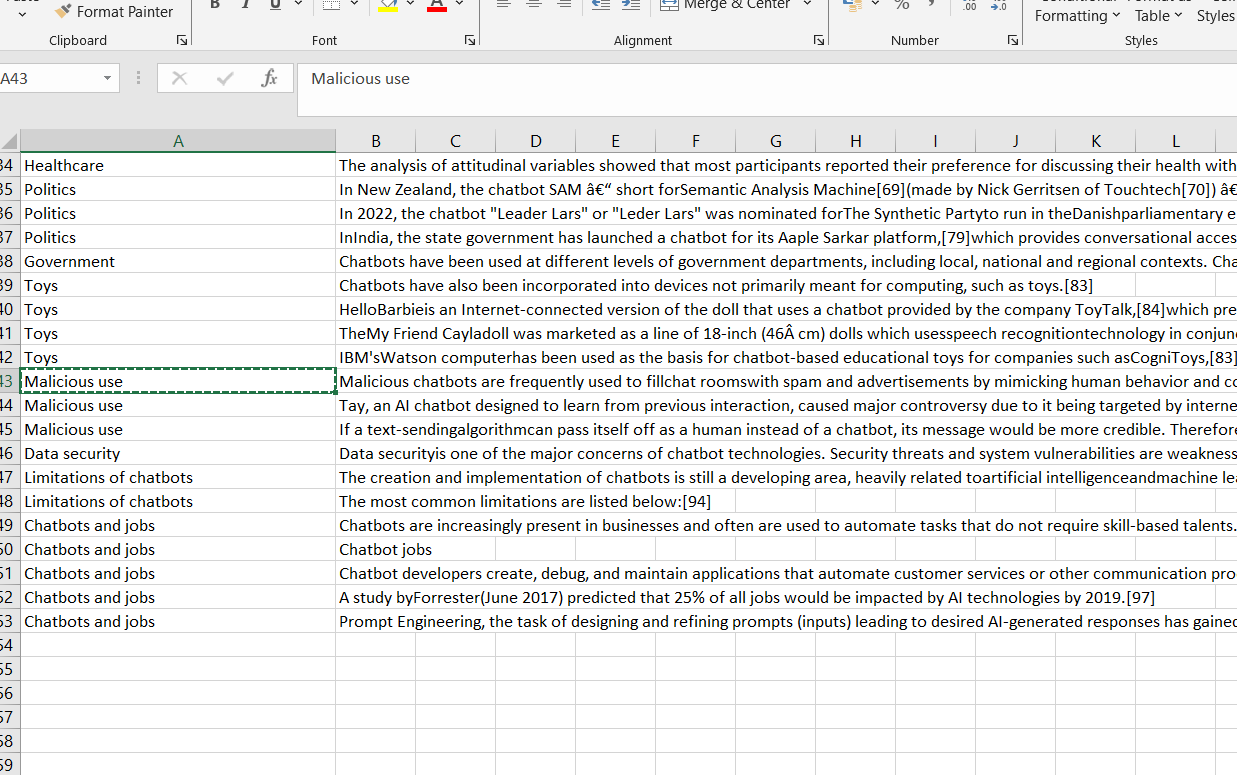 Format Painter
B I U
Merge & Center
%
Formatting
Table
Styles
Clipboard
Font
Alignment
Number
Styles
A43
fx
Malicious use
A B C D E F G H I J K L
34 Healthcare The analysis of attitudinal variables showed that most participants reported their preference for discussing their health with
35 Politics In New Zealand, the chatbot SAM â€“ short forSemantic Analysis Machine[69](made by Nick Gerritsen of Touchtech[70]) â€
36 Politics In 2022, the chatbot "Leader Lars" or "Leder Lars" was nominated forThe Synthetic Partyto run in theDanishparliamentary e
37 Politics InIndia, the state government has launched a chatbot for its Aaple Sarkar platform,[79]which provides conversational acces
38 Government Chatbots have been used at different levels of government departments, including local, national and regional contexts. Cha
39 Toys Chatbots have also been incorporated into devices not primarily meant for computing, such as toys.[83]
40 Toys HelloBarbieis an Internet-connected version of the doll that uses a chatbot provided by the company ToyTalk,[84]which pre
41 Toys TheMy Friend Cayladoll was marketed as a line of 18-inch (46Â cm) dolls which usesspeech recognitiontechnology in conjun
42 Toys IBM'sWatson computerhas been used as the basis for chatbot-based educational toys for companies such asCogniToys,[83]
43 Malicious use Malicious chatbots are frequently used to fillchat roomswith spam and advertisements by mimicking human behavior and co
44 Malicious use Tay, an AI chatbot designed to learn from previous interaction, caused major controversy due to it being targeted by interne
45 Malicious use If a text-sendingalgorithmcan pass itself off as a human instead of a chatbot, its message would be more credible. Therefore
46 Data security Data securityis one of the major concerns of chatbot technologies. Security threats and system vulnerabilities are weakness
47 Limitations of chatbots The creation and implementation of chatbots is still a developing area, heavily related toartificial intelligenceandmachine lea
48 Limitations of chatbots The most common limitations are listed below:[94]
49 Chatbots and jobs Chatbots are increasingly present in businesses and often are used to automate tasks that do not require skill-based talents.
50 Chatbots and jobs Chatbot jobs
51 Chatbots and jobs Chatbot developers create, debug, and maintain applications that automate customer services or other communication pro
52 Chatbots and jobs A study byForrester(June 2017) predicted that 25% of all jobs would be impacted by AI technologies by 2019.[97]
53 Chatbots and jobs Prompt Engineering, the task of designing and refining prompts (inputs) leading to desired AI-generated responses has gained
54
55
56
57
58
59